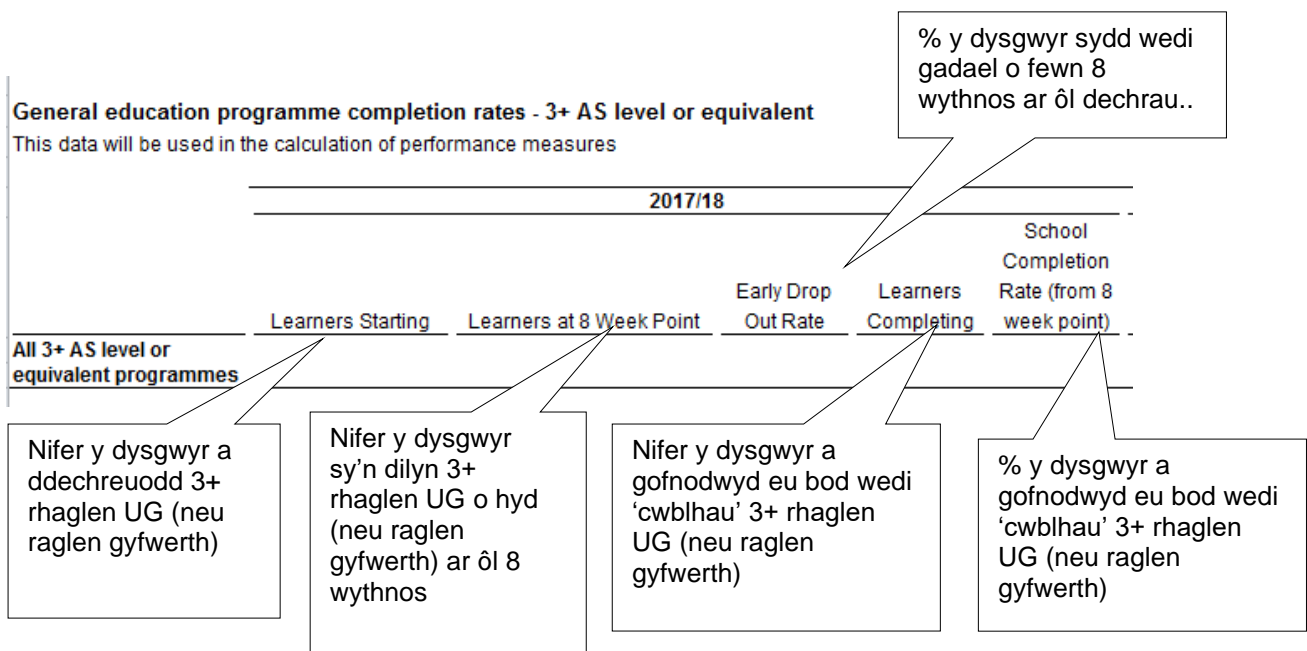 % y dysgwyr sydd wedi
gadael o fewn 8
wythnos ar ôl dechrau..
General education programme completion rates - 3+ AS level or equivalent
This data will be used in the calculation of performance measures
2017/18
Learners Starting
Learners at 8 Week Point
Early Drop
Out Rate
Learners
Completing
School
Completion
Rate (from 8
week point)
All 3+ AS level or
equivalent programmes
Nifer y dysgwyr a
ddechreuodd 3+
rhaglen UG (neu
raglen gyfwerth)
Nifer y dysgwyr
sy’n dilyn 3+
rhaglen UG o hyd
(neu raglen
gyfwerth) ar ôl 8
wythnos
Nifer y dysgwyr a
gofnodwyd eu bod wedi
‘cwblhau’ 3+ rhaglen
UG (neu raglen
gyfwerth)
% y dysgwyr a
gofnodwyd eu bod wedi
‘cwblhau’ 3+ rhaglen
UG (neu raglen
gyfwerth)